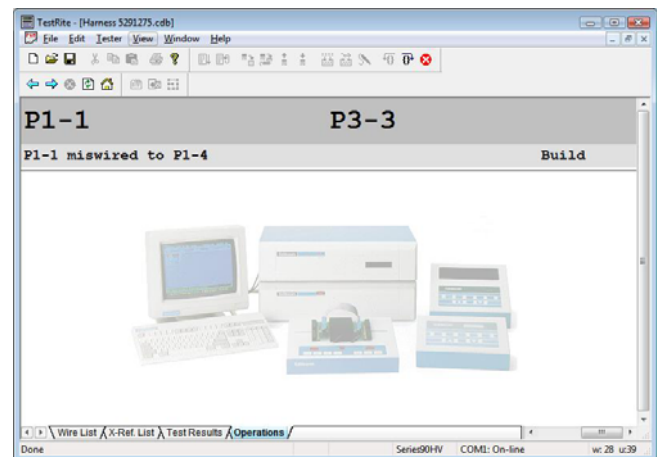 TestRite - [Harness 5291275.cdb]
File Edit Tester View Window Help
P1-1 P3-3
P1-1 miswired to P1-4 Build
Wire List X-Ref. List Test Results Operations
Done Series90HV COM1: On-line w: 28 u:39